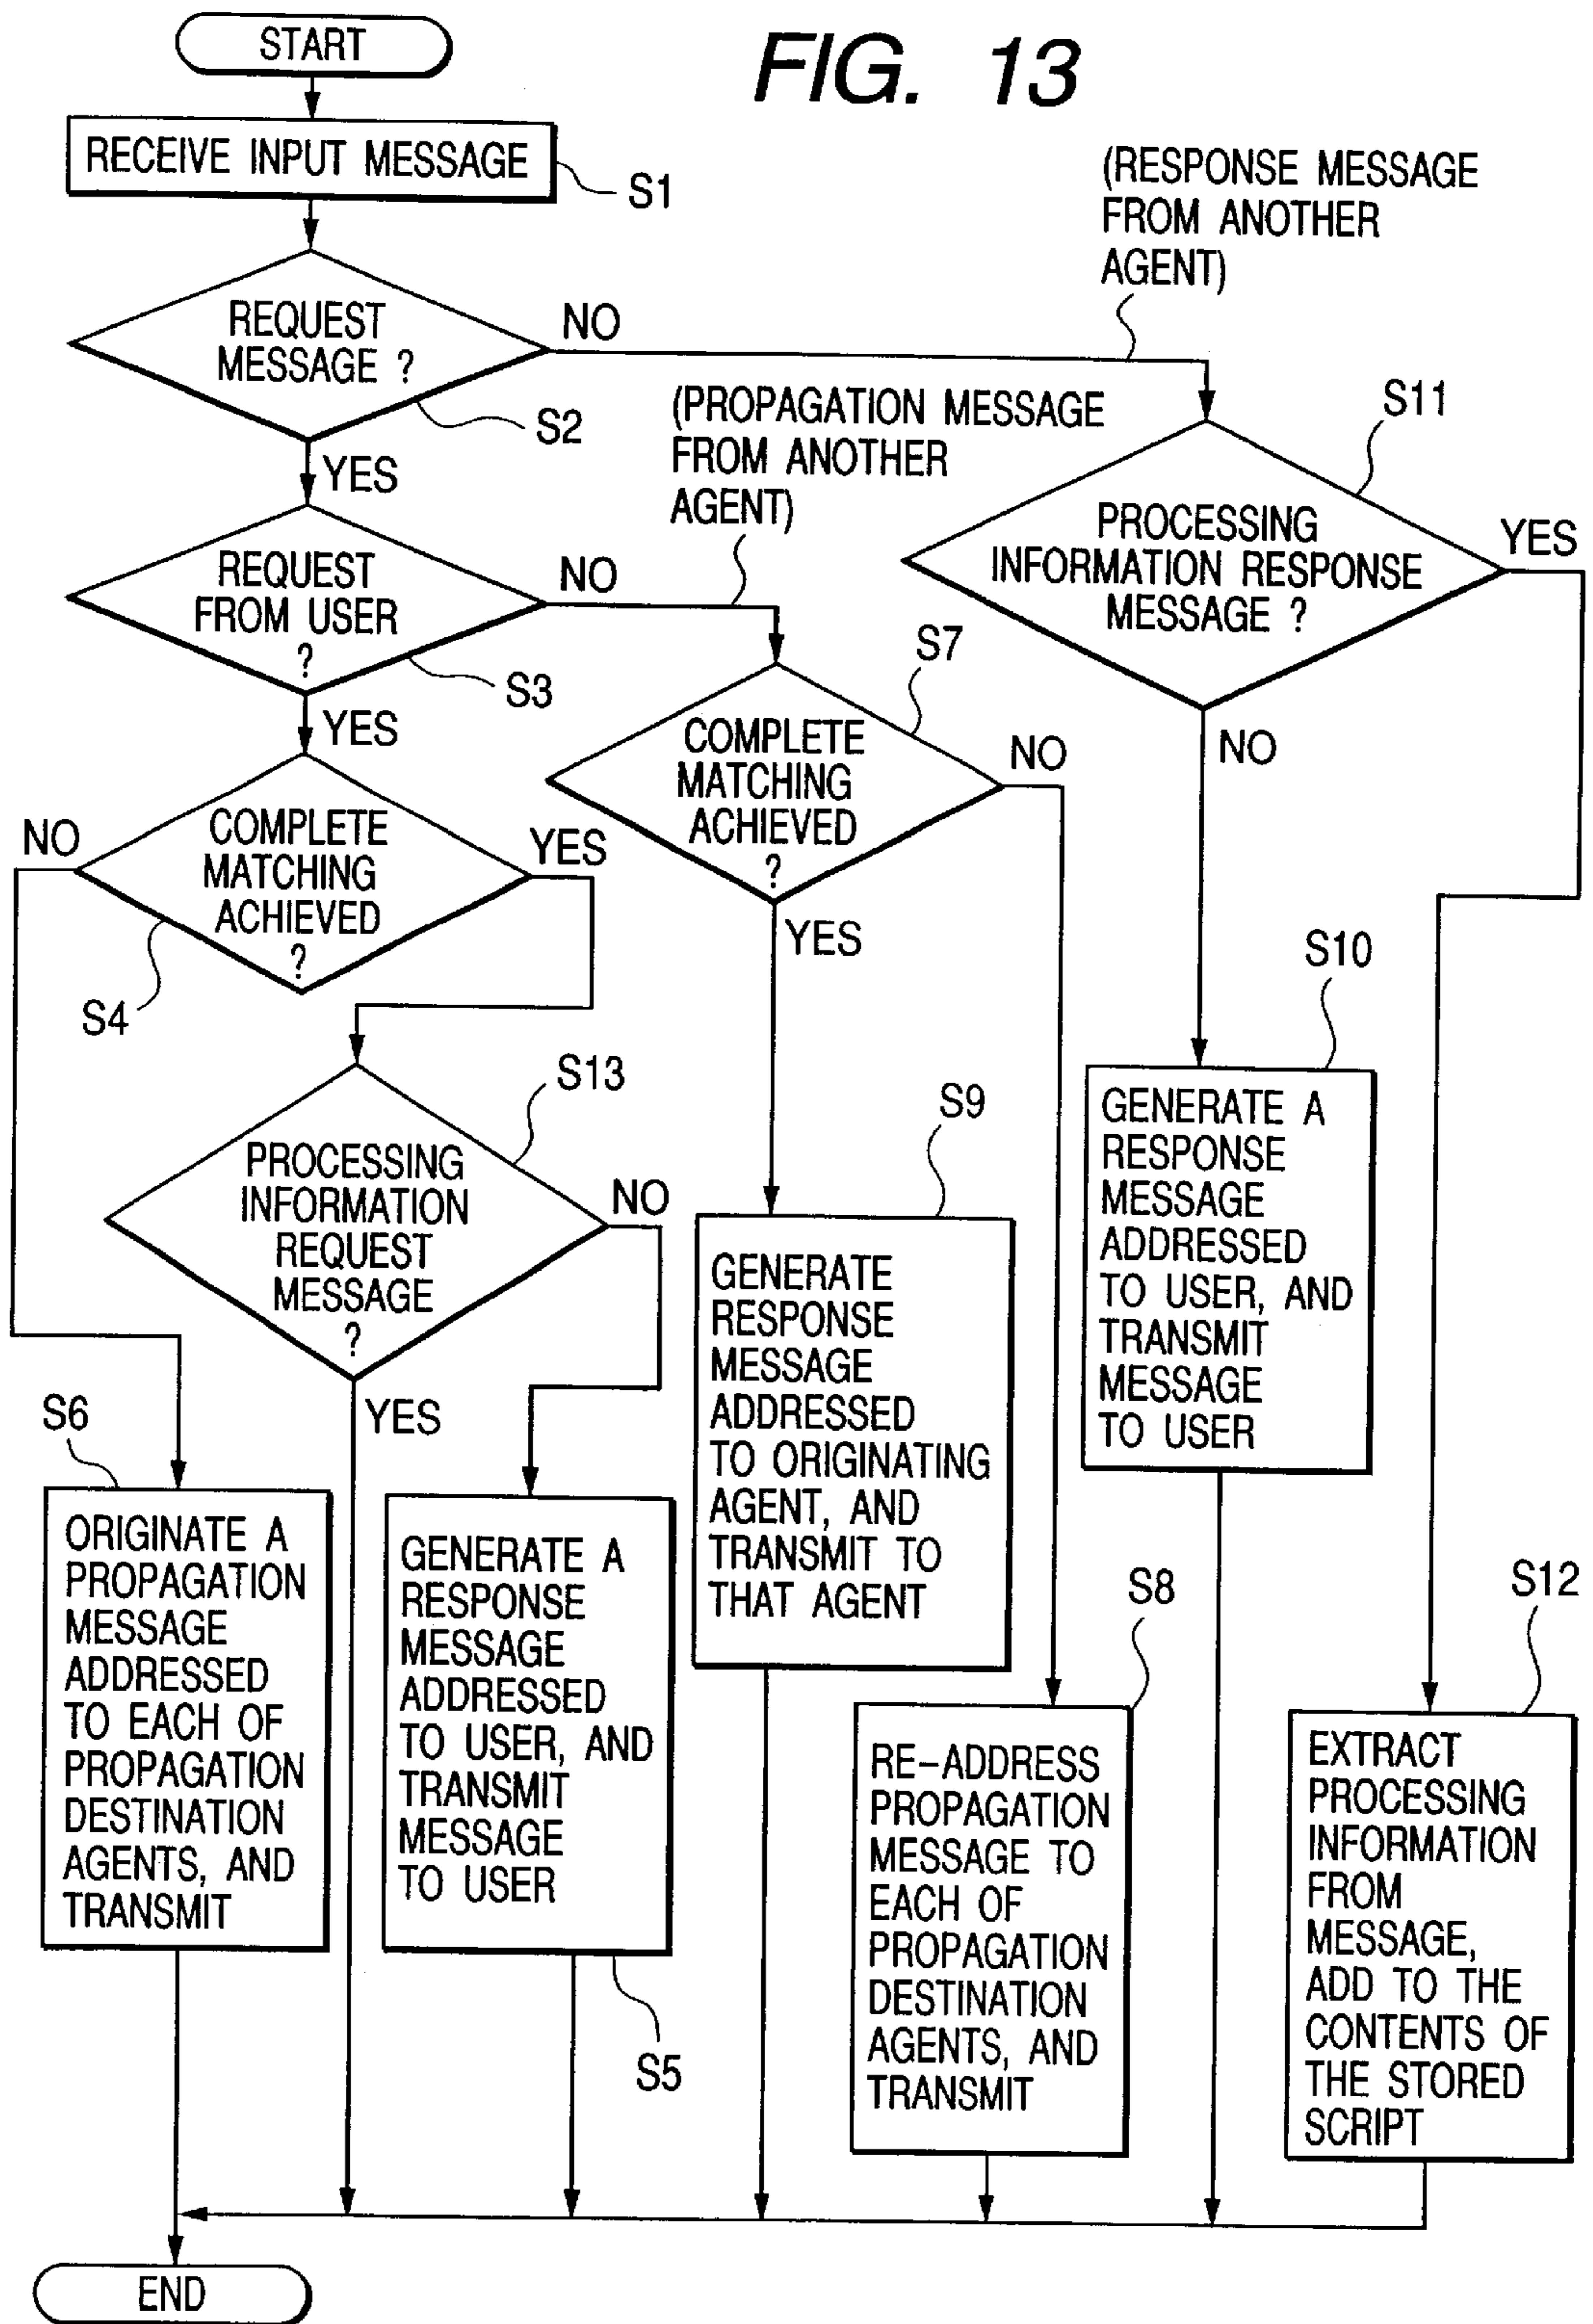 START
FIG. 13
RECEIVE INPUT MESSAGE
S1
(RESPONSE MESSAGE
FROM ANOTHER
AGENT)
REQUEST
MESSAGE ?
NO
S2
YES
(PROPAGATION MESSAGE
FROM ANOTHER
AGENT)
S11
PROCESSING
INFORMATION RESPONSE
MESSAGE ?
YES
NO
REQUEST
FROM USER
?
NO
S3
YES
S7
COMPLETE
MATCHING
ACHIEVED
?
NO
YES
NO
COMPLETE
MATCHING
ACHIEVED
?
YES
S4
S13
PROCESSING
INFORMATION
REQUEST
MESSAGE
?
NO
YES
S9
GENERATE
RESPONSE
MESSAGE
ADDRESSED
TO ORIGINATING
AGENT, AND
TRANSMIT TO
THAT AGENT
S10
GENERATE A
RESPONSE
MESSAGE
ADDRESSED
TO USER, AND
TRANSMIT
MESSAGE
TO USER
S6
ORIGINATE A
PROPAGATION
MESSAGE
ADDRESSED
TO EACH OF
PROPAGATION
DESTINATION
AGENTS, AND
TRANSMIT
GENERATE A
RESPONSE
MESSAGE
ADDRESSED
TO USER, AND
TRANSMIT
MESSAGE
TO USER
S5
S8
RE-ADDRESS
PROPAGATION
MESSAGE TO
EACH OF
PROPAGATION
DESTINATION
AGENTS, AND
TRANSMIT
S12
EXTRACT
PROCESSING
INFORMATION
FROM
MESSAGE,
ADD TO THE
CONTENTS OF
THE STORED
SCRIPT
END